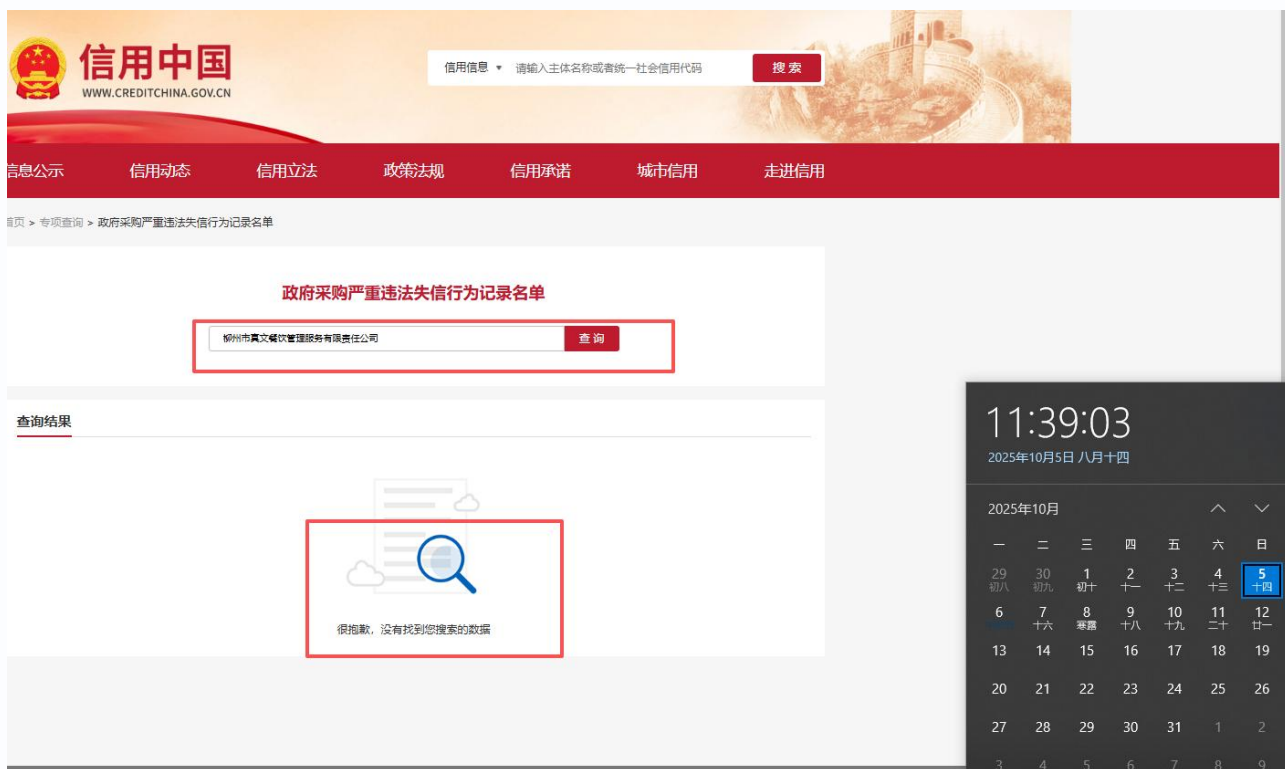 信用中国
WWW.CREDITCHINA.GOV.CN
信用信息 请输入主体名称或者统一社会信用代码 搜索
信息公示 信用动态 信用立法 政策法规 信用承诺 城市信用 走进信用
首页 > 专项查询 > 政府采购严重违法失信行为记录名单
政府采购严重违法失信行为记录名单
柳州市真文餐饮管理服务有限责任公司 查询
查询结果
很抱歉，没有找到您搜索的数据
11:39:03
2025年10月5日 八月十四
2025年10月
一 二 三 四 五 六 日
29 30 1 2 3 4 5
初八 初九 初十 十一 十二 十三 十四
6 7 8 9 10 11 12
十六 寒露 十八 十九 二十 廿一
13 14 15 16 17 18 19
20 21 22 23 24 25 26
27 28 29 30 31 1 2
3 4 5 6 7 8 9